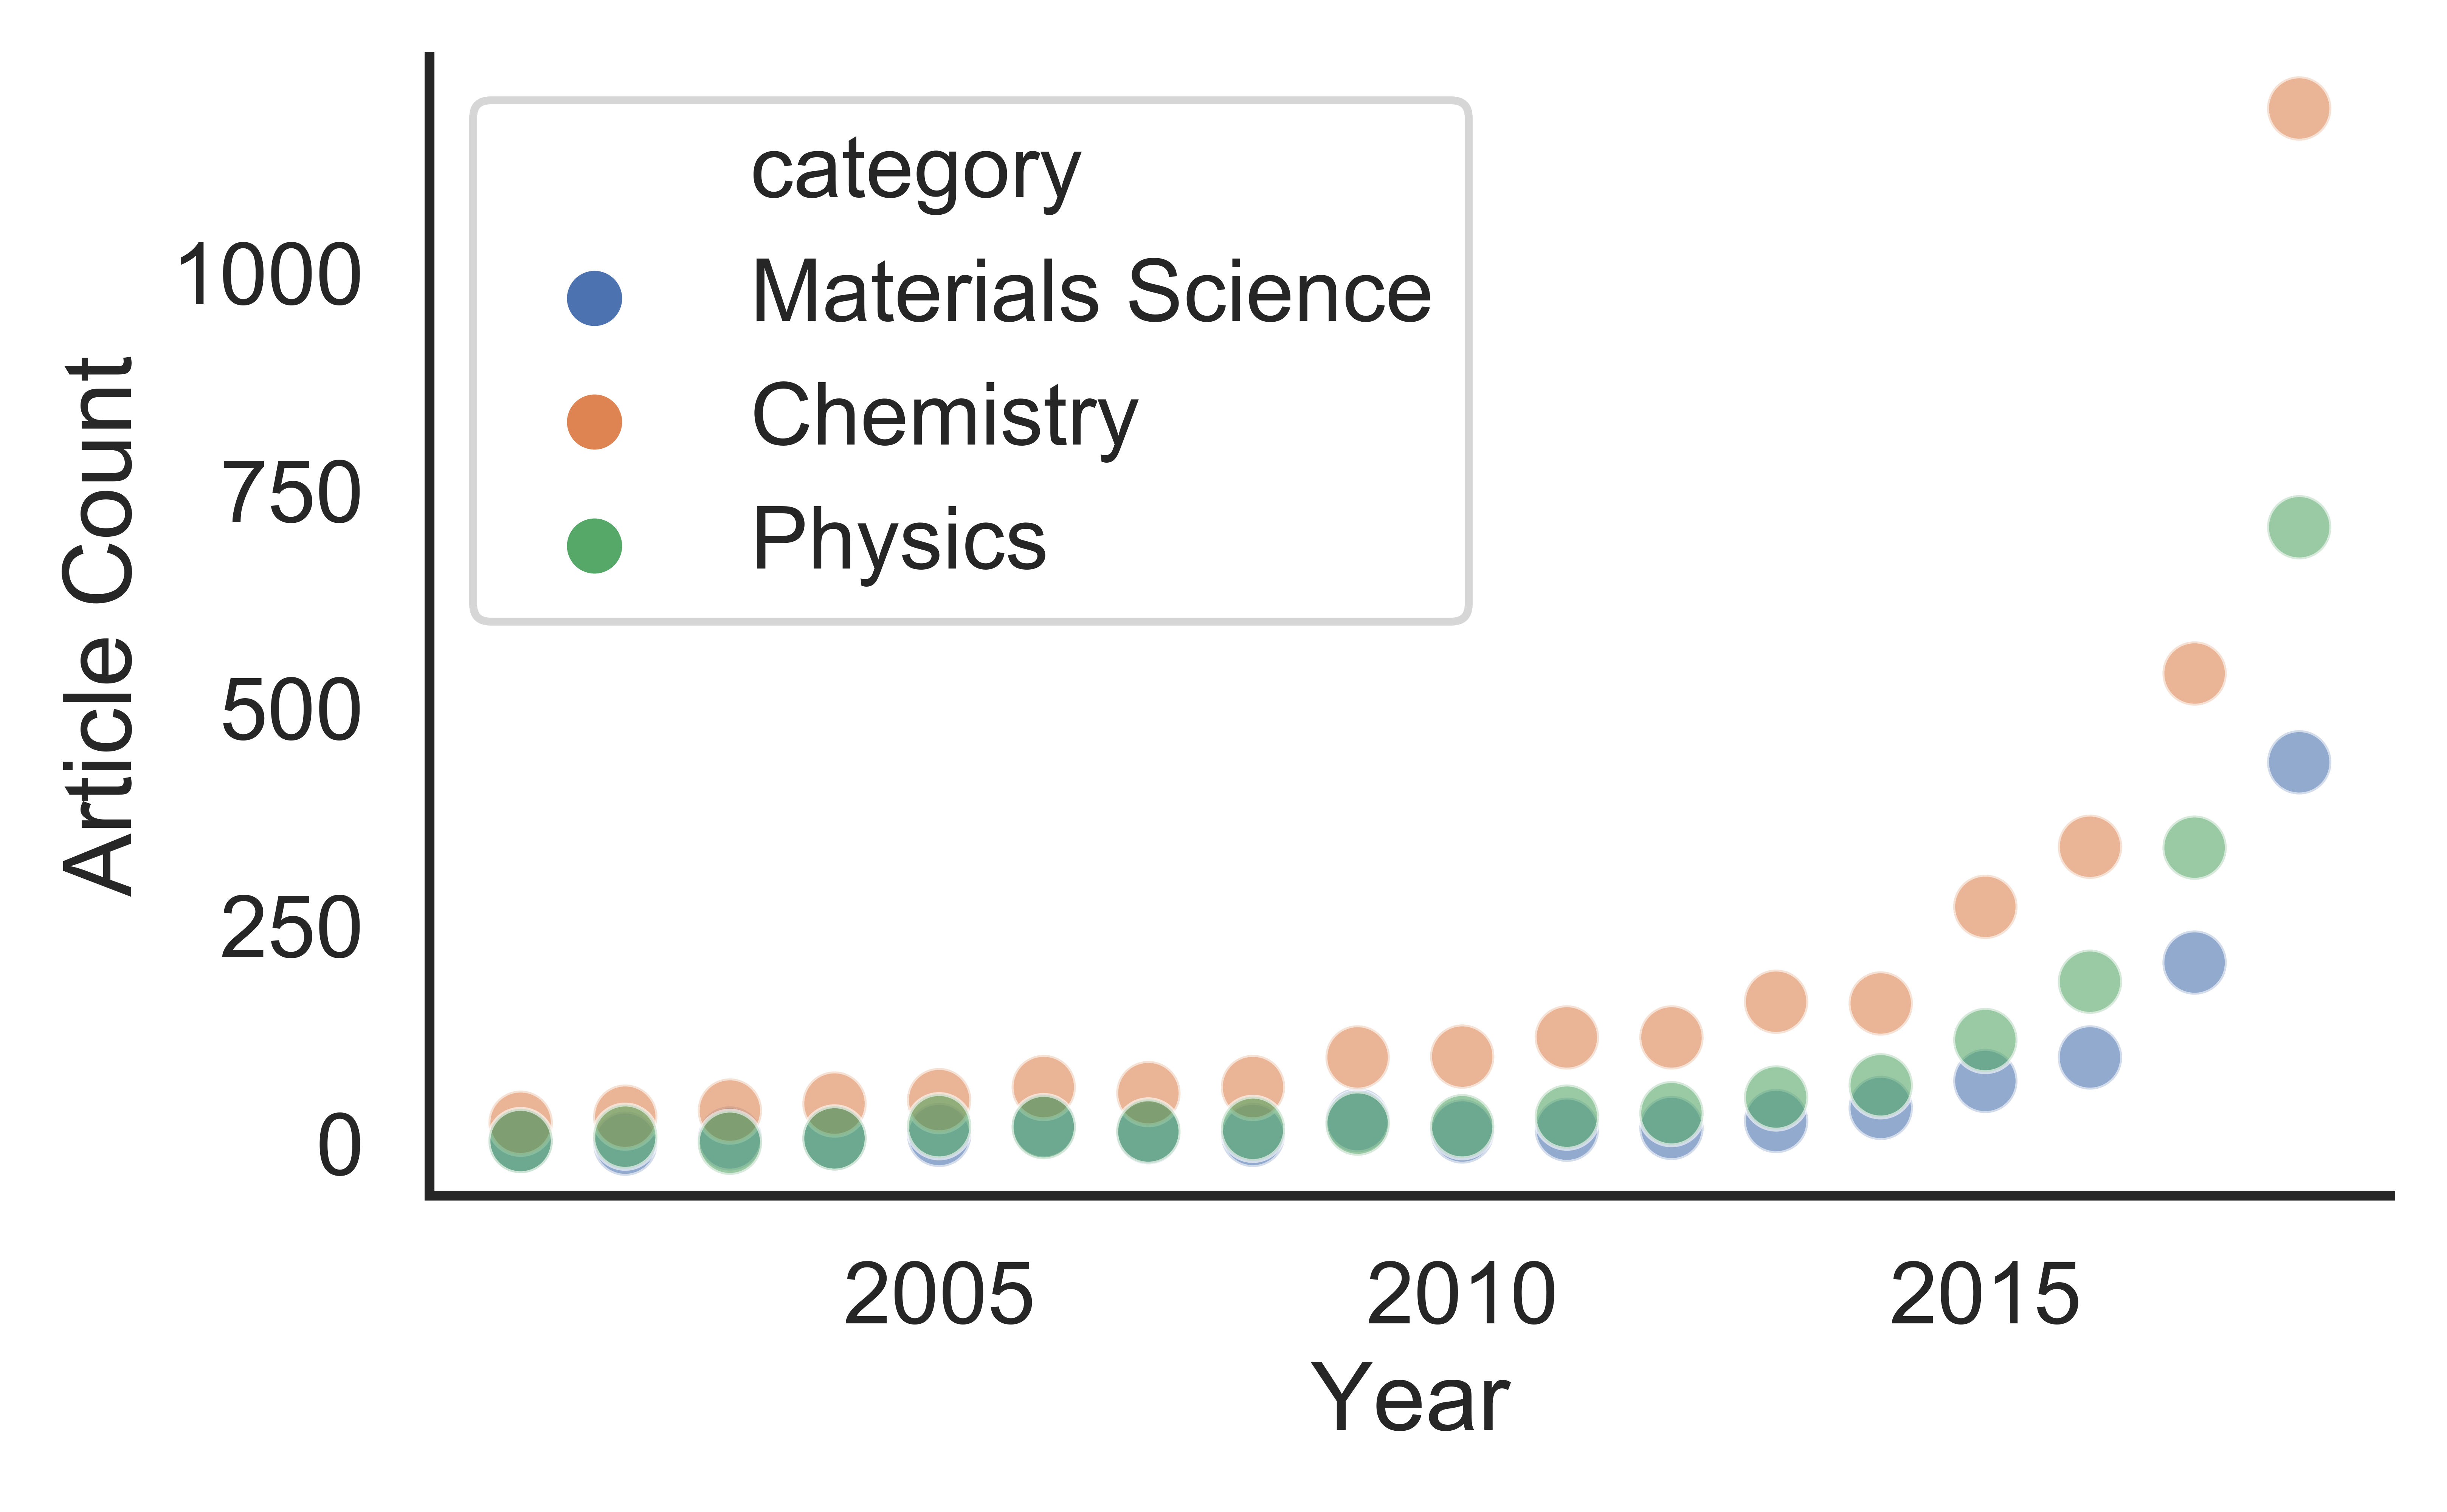 category
Materials Science
Chemistry
Physics
Article Count
1000
750
500
250
0
2005
2010
2015
Year